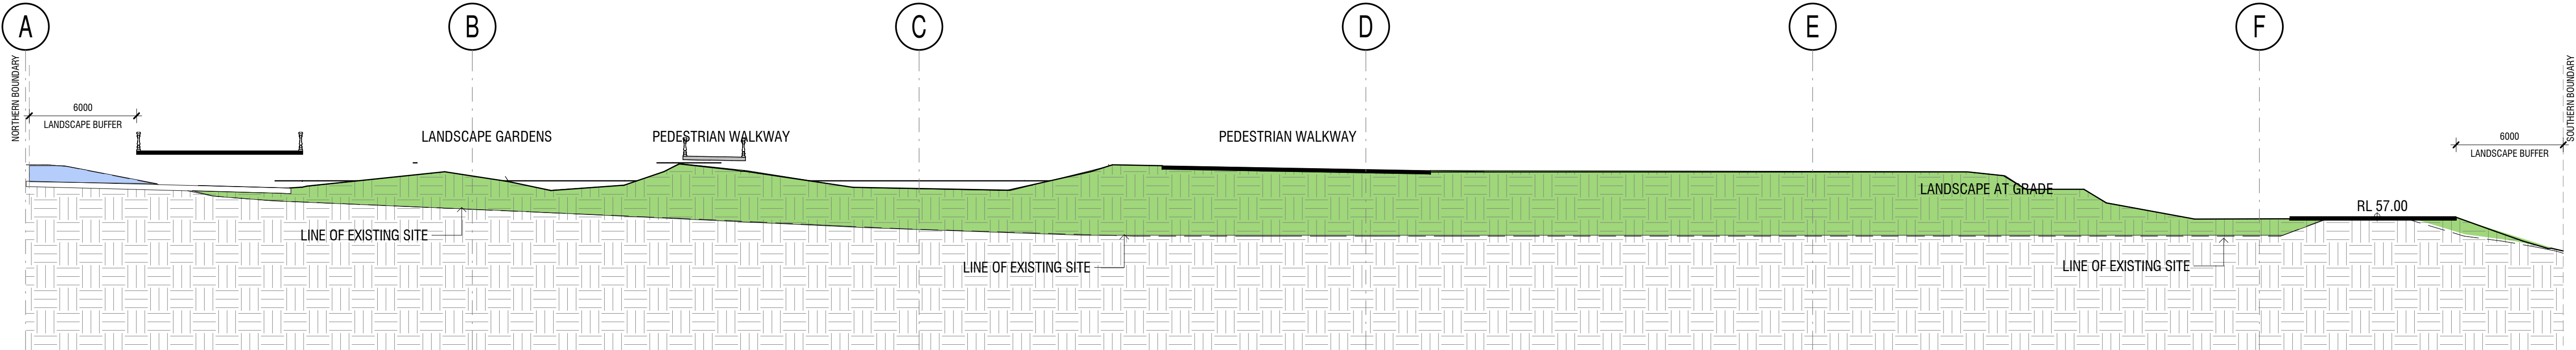 A B C D E F
NORTHERN BOUNDARY
SOUTHERN BOUNDARY
6000
LANDSCAPE BUFFER
LANDSCAPE GARDENS
PEDESTRIAN WALKWAY
PEDESTRIAN WALKWAY
6000
LANDSCAPE BUFFER
LANDSCAPE AT GRADE
RL 57.00
LINE OF EXISTING SITE
LINE OF EXISTING SITE
LINE OF EXISTING SITE